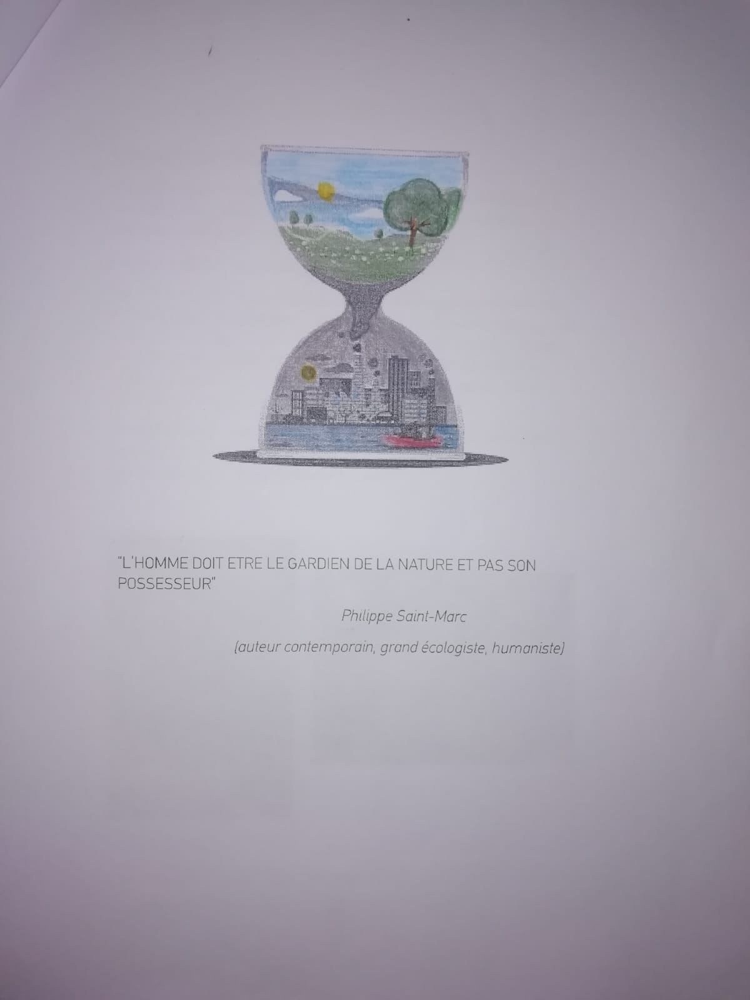 "L'HOMME DOIT ETRE LE GARDIEN DE LA NATURE ET PAS SON
POSSESSEUR"
Philippe Saint-Marc
(auteur contemporain, grand écologiste, humaniste)